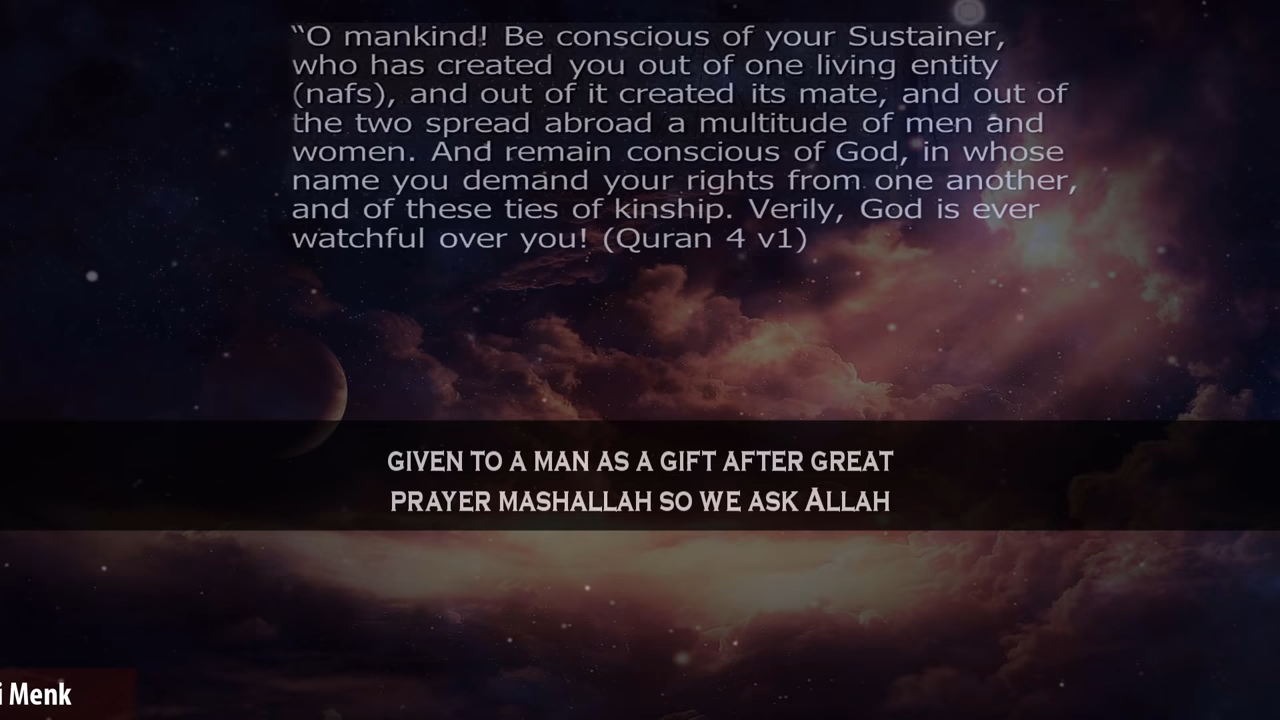 “O mankind! Be conscious of your Sustainer,
who has created you out of one living entity
(nafs), and out of it created its mate, and out of
the two spread abroad a multitude of men and
women. And remain conscious of God, in whose
name you demand your rights from one another,
and of these ties of kinship. Verily, God is ever
watchful over you! (Quran 4 v1)
GIVEN TO A MAN AS A GIFT AFTER GREAT
PRAYER MASHALLAH SO WE ASK ALLAH
i Menk